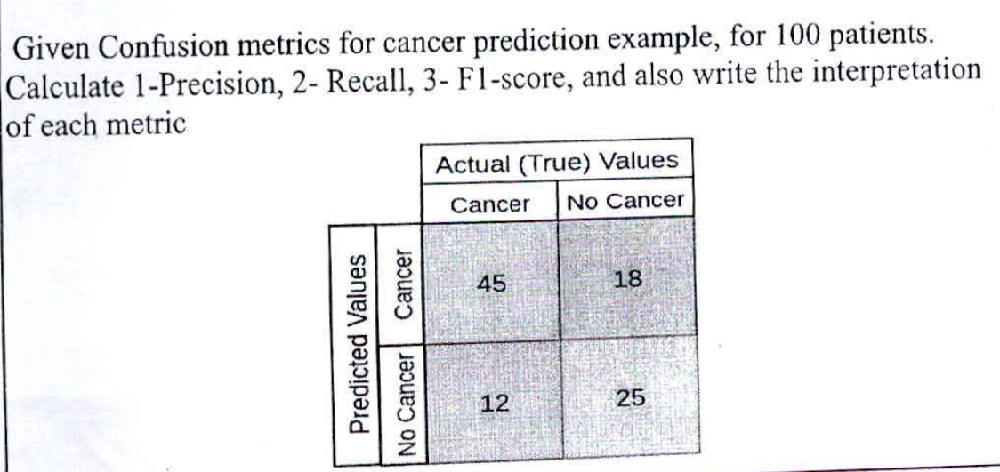 Given Confusion metrics for cancer prediction example, for 100 patients.
Calculate 1-Precision, 2- Recall, 3- F1-score, and also write the interpretation
of each metric
Actual (True) Values
Cancer No Cancer
Predicted Values
Cancer
45 18
No Cancer
12 25